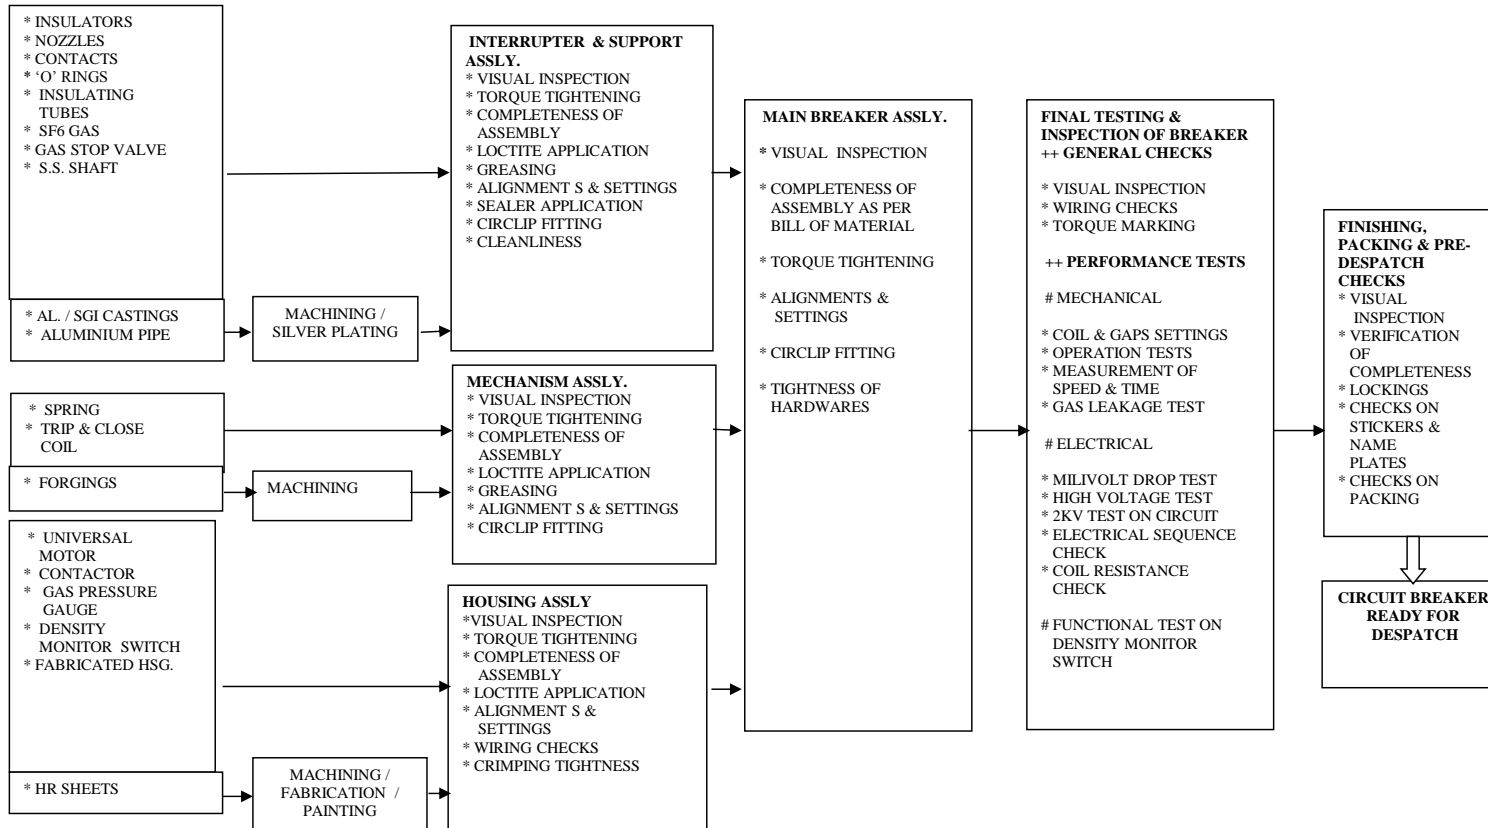 * INSULATORS
* NOZZLES
* CONTACTS
* ‘O’ RINGS
* INSULATING
TUBES
* SF6 GAS
* GAS STOP VALVE
* S.S. SHAFT
* AL. / SGI CASTINGS
* ALUMINIUM PIPE
MACHINING /
SILVER PLATING
INTERRUPTER & SUPPORT
ASSLY.
* VISUAL INSPECTION
* TORQUE TIGHTENING
* COMPLETENESS OF
ASSEMBLY
* LOCTITE APPLICATION
* GREASING
* ALIGNMENT S & SETTINGS
* SEALER APPLICATION
* CIRCLIP FITTING
* CLEANLINESS
* SPRING
* TRIP & CLOSE
COIL
* FORGINGS
MACHINING
MECHANISM ASSLY.
* VISUAL INSPECTION
* TORQUE TIGHTENING
* COMPLETENESS OF
ASSEMBLY
* LOCTITE APPLICATION
* GREASING
* ALIGNMENT S & SETTINGS
* CIRCLIP FITTING
* UNIVERSAL
MOTOR
* CONTACTOR
* GAS PRESSURE
GAUGE
* DENSITY
MONITOR SWITCH
* FABRICATED HSG.
* HR SHEETS
MACHINING /
FABRICATION /
PAINTING
HOUSING ASSLY
*VISUAL INSPECTION
* TORQUE TIGHTENING
* COMPLETENESS OF
ASSEMBLY
* LOCTITE APPLICATION
* ALIGNMENT S &
SETTINGS
* WIRING CHECKS
* CRIMPING TIGHTNESS
MAIN BREAKER ASSLY.
* VISUAL INSPECTION
* COMPLETENESS OF
ASSEMBLY AS PER
BILL OF MATERIAL
* TORQUE TIGHTENING
* ALIGNMENTS &
SETTINGS
* CIRCLIP FITTING
* TIGHTNESS OF
HARDWARES
FINAL TESTING &
INSPECTION OF BREAKER
++ GENERAL CHECKS
* VISUAL INSPECTION
* WIRING CHECKS
* TORQUE MARKING
++ PERFORMANCE TESTS
# MECHANICAL
* COIL & GAPS SETTINGS
* OPERATION TESTS
* MEASUREMENT OF
SPEED & TIME
* GAS LEAKAGE TEST
# ELECTRICAL
* MILIVOLT DROP TEST
* HIGH VOLTAGE TEST
* 2KV TEST ON CIRCUIT
* ELECTRICAL SEQUENCE
CHECK
* COIL RESISTANCE
CHECK
# FUNCTIONAL TEST ON
DENSITY MONITOR
SWITCH
FINISHING,
PACKING & PRE-
DESPATCH
CHECKS
* VISUAL
INSPECTION
* VERIFICATION
OF
COMPLETENESS
* LOCKINGS
* CHECKS ON
STICKERS &
NAME
PLATES
* CHECKS ON
PACKING
CIRCUIT BREAKER
READY FOR
DESPATCH